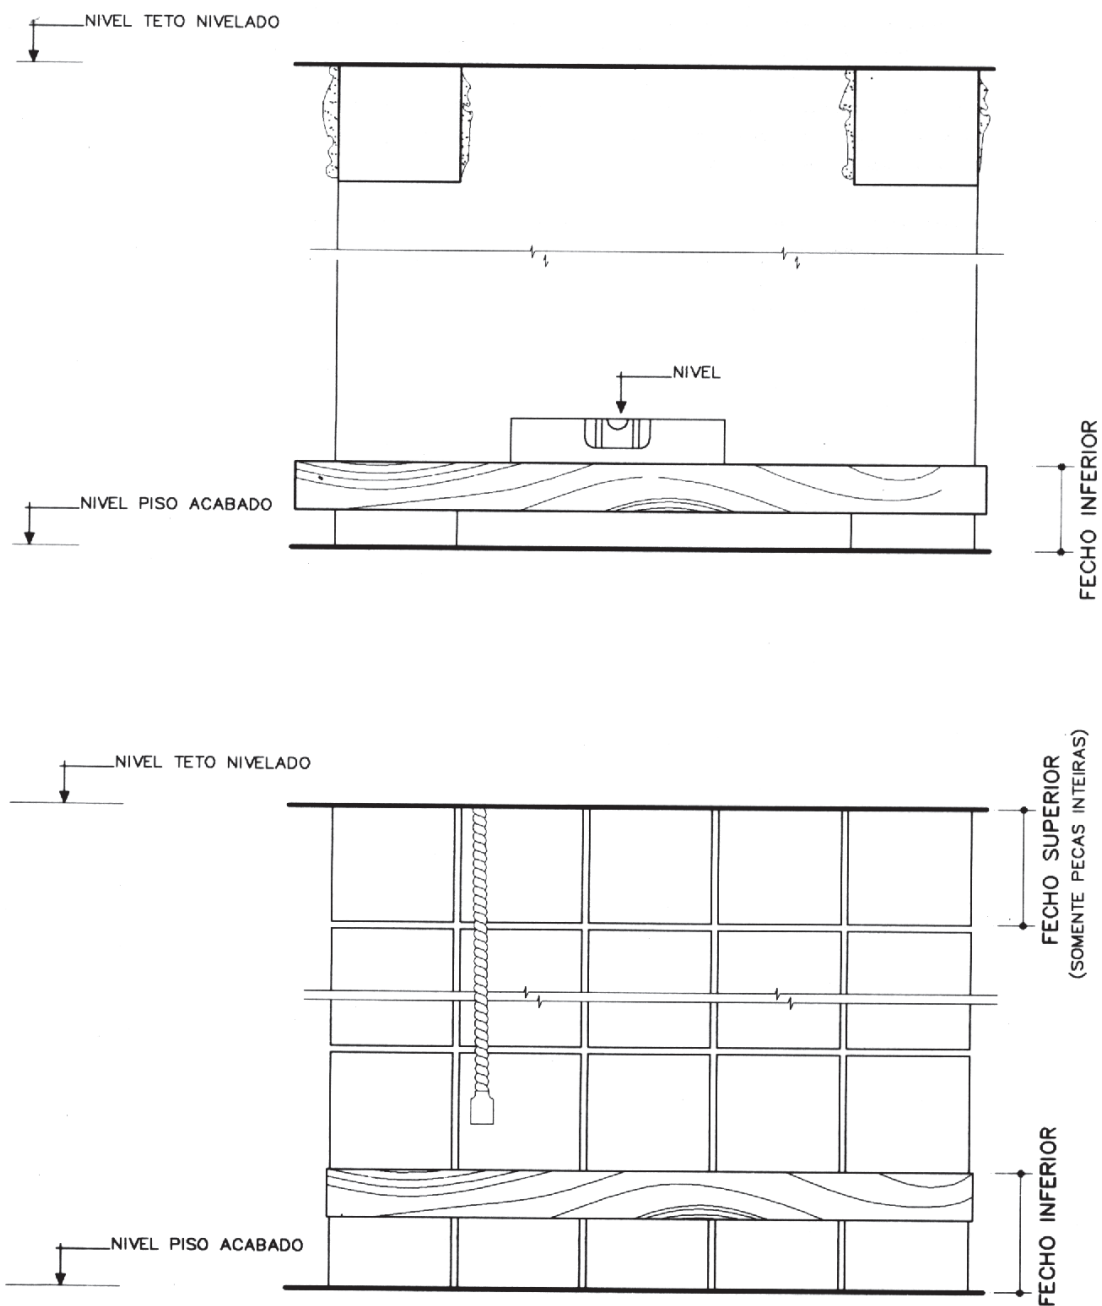 NIVEL TETO NIVELADO
NIVEL
NIVEL PISO ACABADO
FECHO INFERIOR
NIVEL TETO NIVELADO
FECHO SUPERIOR
(SOMENTE PECAS INTEIRAS)
NIVEL PISO ACABADO
FECHO INFERIOR